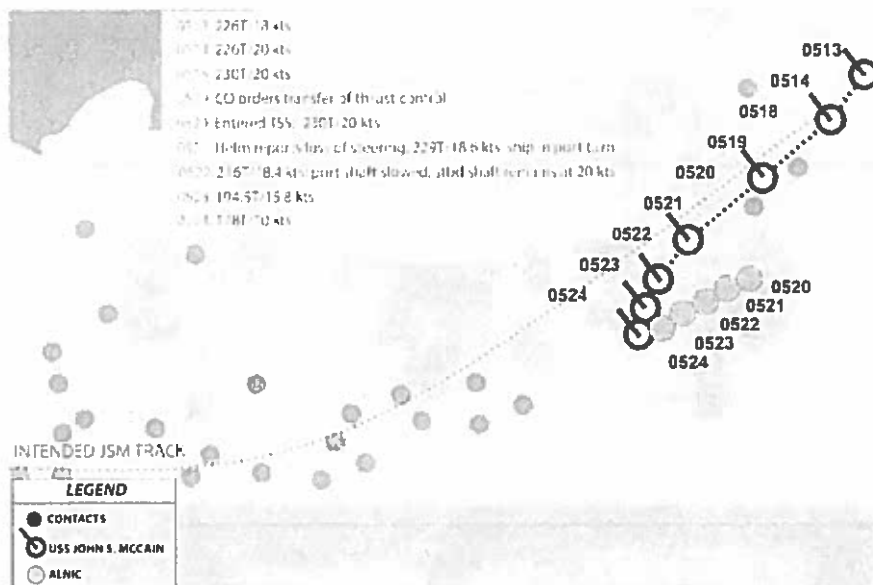 226T/18 kts
226T/20 kts
230T/20 kts
CO orders transfer of thrust control
Entered TSS, 230T/20 kts
Helm reports loss of steering, 229T/18.6 kts, ship in port turn
18.4 kts, port shaft slowed, stbd shaft remains at 20 kts
194.5T/15.8 kts
0513
0514
0518
0519
0520
0521
0522
0523
0524
0520
0521
0522
0523
0524
INTENDED JSM TRACK
LEGEND
CONTACTS
USS JOHN S. MCCAIN
ALNIC